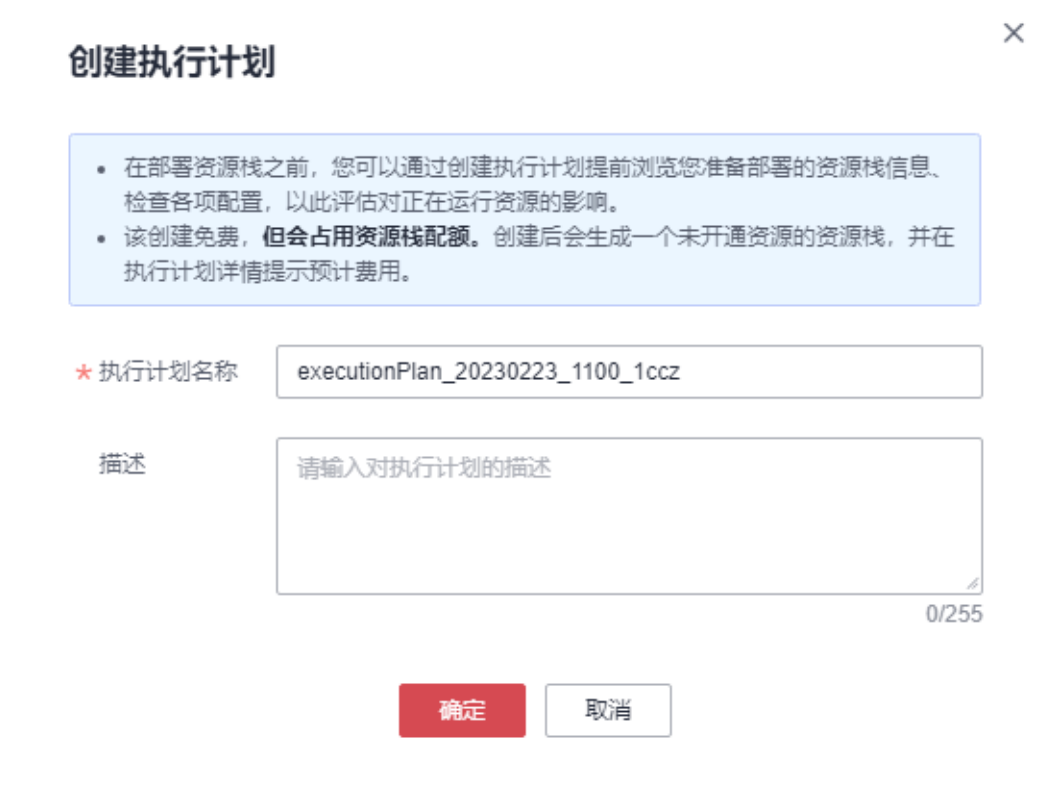 创建执行计划
在部署资源栈之前，您可以通过创建执行计划提前浏览您准备部署的资源栈信息、
检查各项配置，以此评估对正在运行资源的影响。
该创建免费，但会占用资源栈配额。创建后会生成一个未开通资源的资源栈，并在
执行计划详情提示预计费用。
* 执行计划名称 executionPlan_20230223_1100_1ccz
描述 请输入对执行计划的描述
0/255
确定 取消